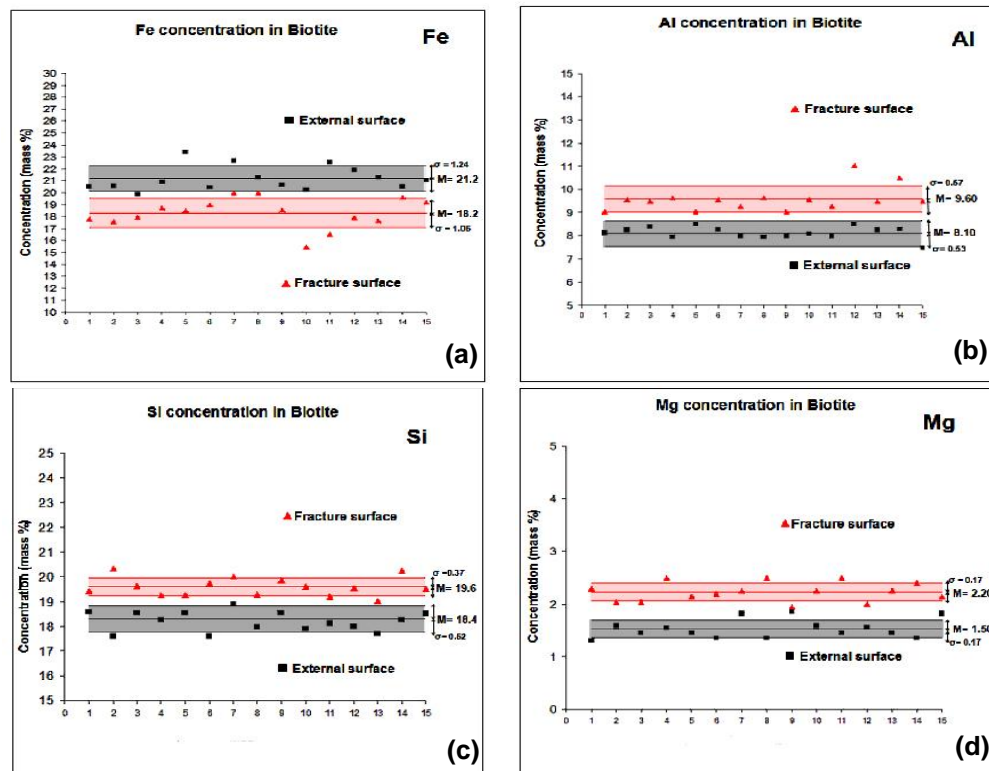 Fe concentration in Biotite
Fe
Concentration (mass %)
30
29
28
27
26
25
24
23
22
21
20
19
18
17
16
15
14
13
12
11
10
External surface
Fracture surface
σ = 1.24
M= 21.2
M= 18.2
σ = 1.06
0 1 2 3 4 5 6 7 8 9 10 11 12 13 14 15
(a)
Al concentration in Biotite
Al
Concentration (mass %)
15
14
13
12
11
10
9
8
7
6
5
Fracture surface
External surface
σ= 0.57
M= 9.60
M= 8.10
σ= 0.53
0 1 2 3 4 5 6 7 8 9 10 11 12 13 14 15
(b)
Si concentration in Biotite
Si
Concentration (mass %)
25
24
23
22
21
20
19
18
17
16
15
Fracture surface
External surface
σ =0.37
M= 19.6
M= 18.4
σ= 0.52
0 1 2 3 4 5 6 7 8 9 10 11 12 13 14 15
(c)
Mg concentration in Biotite
Mg
Concentration (mass %)
5
4
3
2
1
0
Fracture surface
External surface
σ= 0.17
M= 2.20
M= 1.50
σ= 0.17
0 1 2 3 4 5 6 7 8 9 10 11 12 13 14 15
(d)